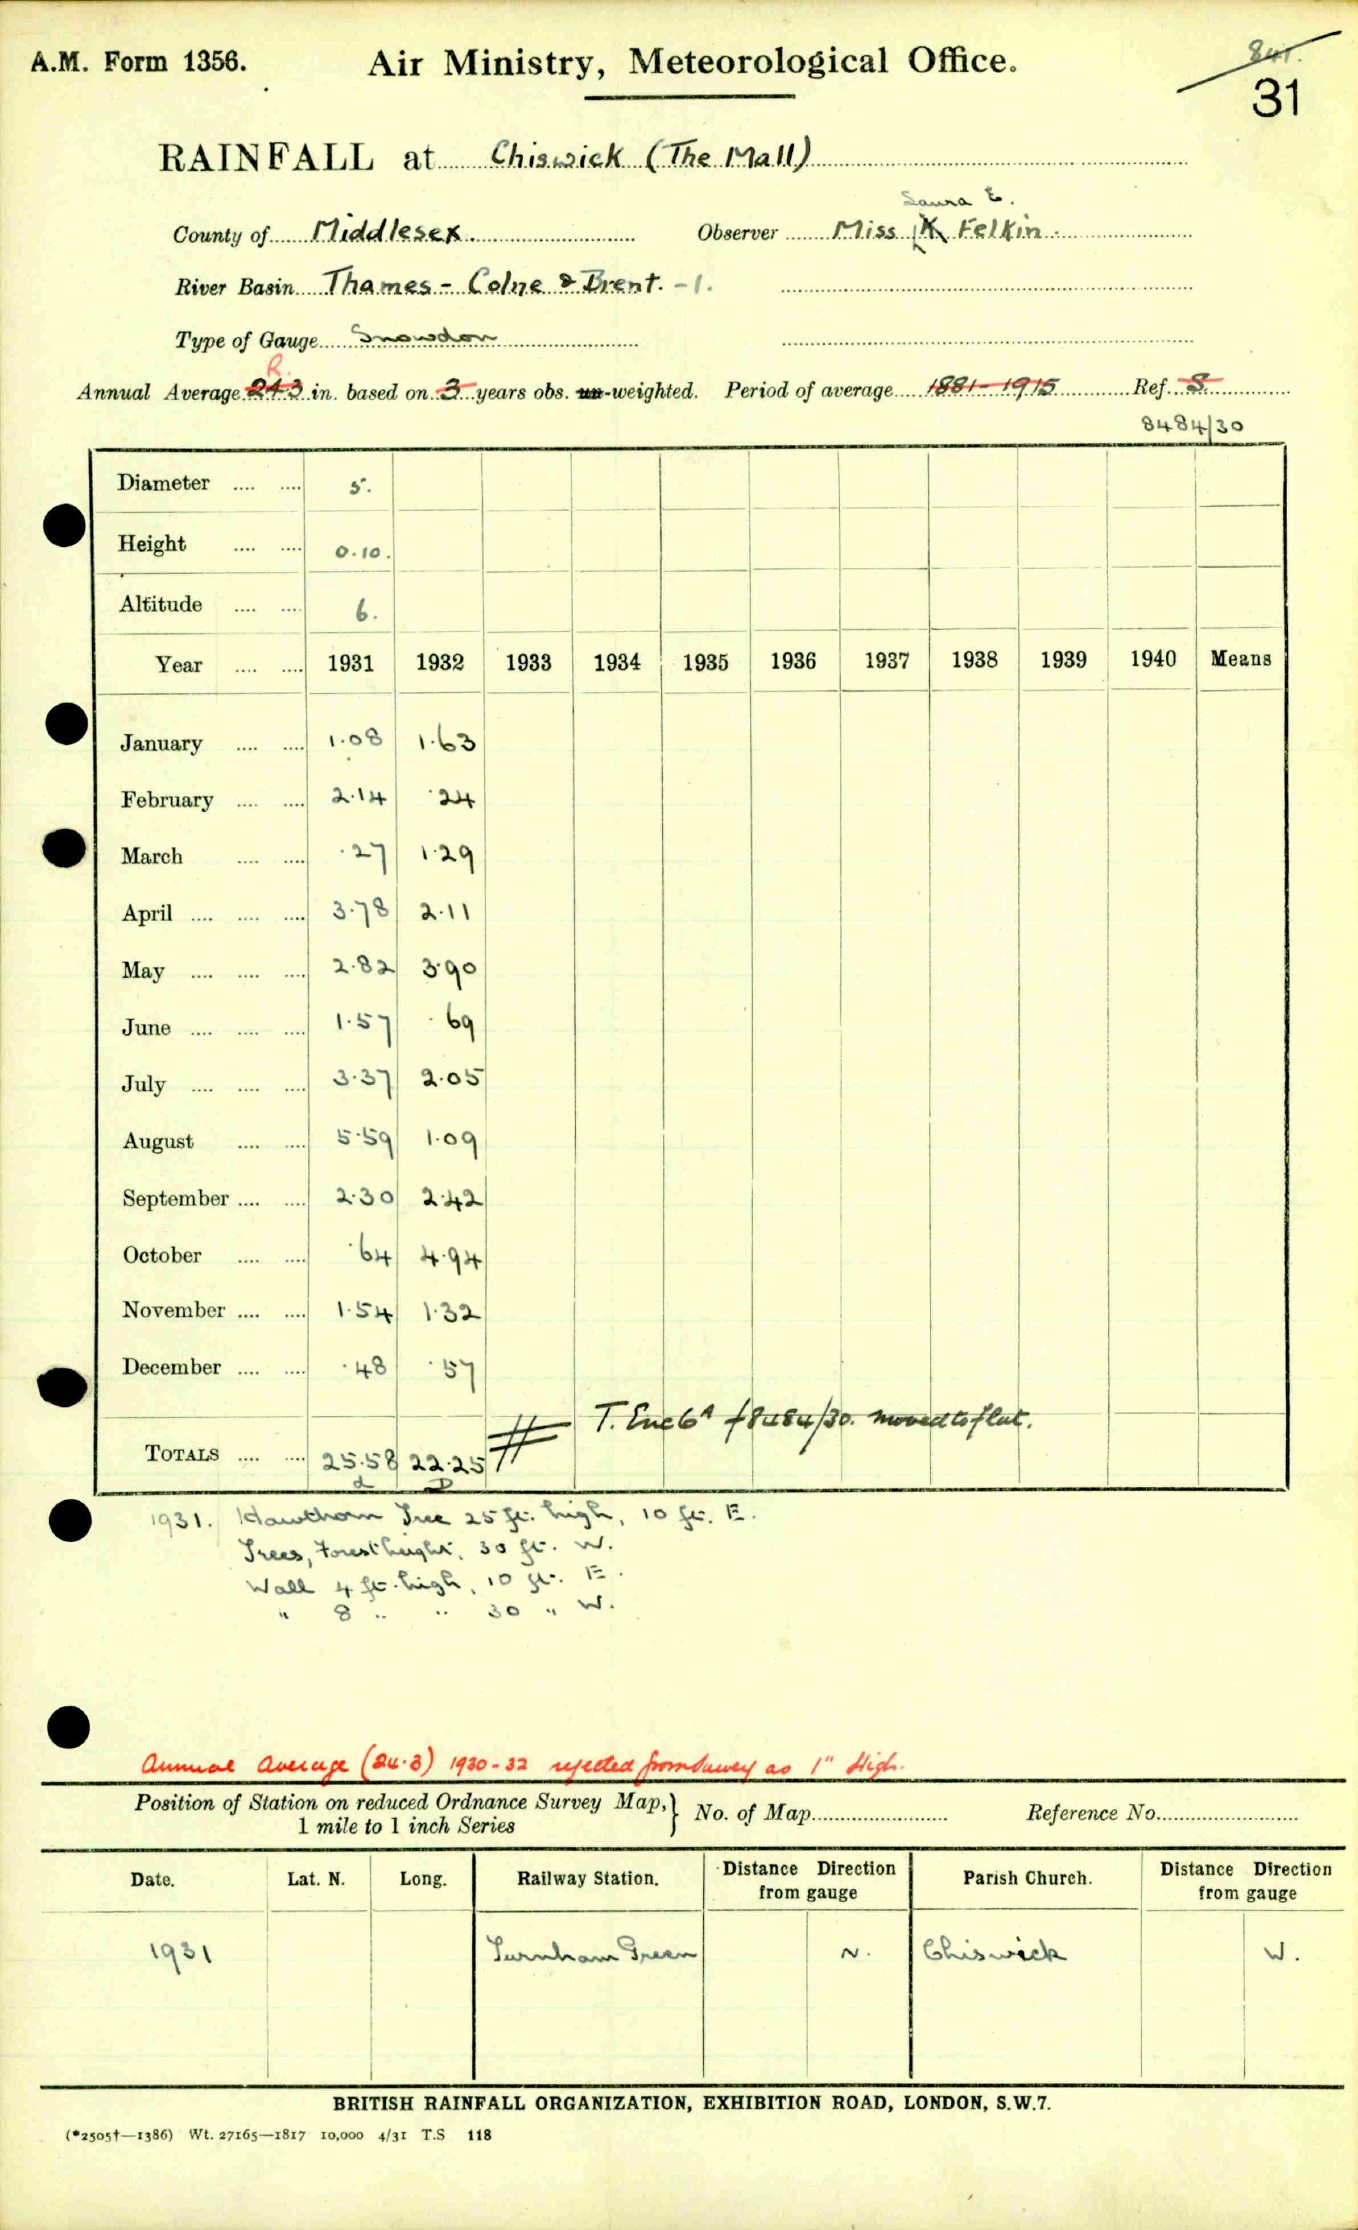 841.
31
A.M. Form 1356.
Air Ministry, Meteorological Office.
RAINFALL at Chiswick (The Mall)
Laura E.
County of Middlesex. Observer Miss K Felkin.
River Basin Thames - Colne & Brent. -1.
Type of Gauge Snowdon
R.
Annual Average 24.3 in. based on 3 years obs. un-weighted. Period of average 1881-1915 Ref. S
8484/30
Diameter .... .... 5.
Height .... .... 0.10.
Altitude .... .... 6.
Year .... .... 1931 1932 1933 1934 1935 1936 1937 1938 1939 1940 Means
January .... .... 1.08 1.63
February .... .... 2.14 .24
March .... .... .27 1.29
April .... .... .... 3.78 2.11
May .... .... .... 2.82 3.90
June .... .... .... 1.57 .69
July .... .... .... 3.37 2.05
August .... .... 5.59 1.09
September .... .... 2.30 2.42
October .... .... .64 4.94
November .... .... 1.54 1.32
December .... .... .48 .57
T. Enc 6A f 8484/30. moved to flat.
TOTALS .... .... 25.58 22.25
d D
1931. Hawthorn Tree 25 ft. high, 10 ft. E.
Trees, Forest height, 30 ft. W.
Wall 4 ft. high, 10 ft. E.
" 8 " " 30 " W.
Annual Average (24.3) 1930-32 rejected from Survey as 1" High.
Position of Station on reduced Ordnance Survey Map,} No. of Map Reference No.
1 mile to 1 inch Series
Date. Lat. N. Long. Railway Station. Distance Direction from gauge Parish Church. Distance Direction from gauge
1931 Turnham Green N. Chiswick W.
BRITISH RAINFALL ORGANIZATION, EXHIBITION ROAD, LONDON, S.W.7.
(*2505†—1386) Wt. 27165—1817 10,000 4/31 T.S 118